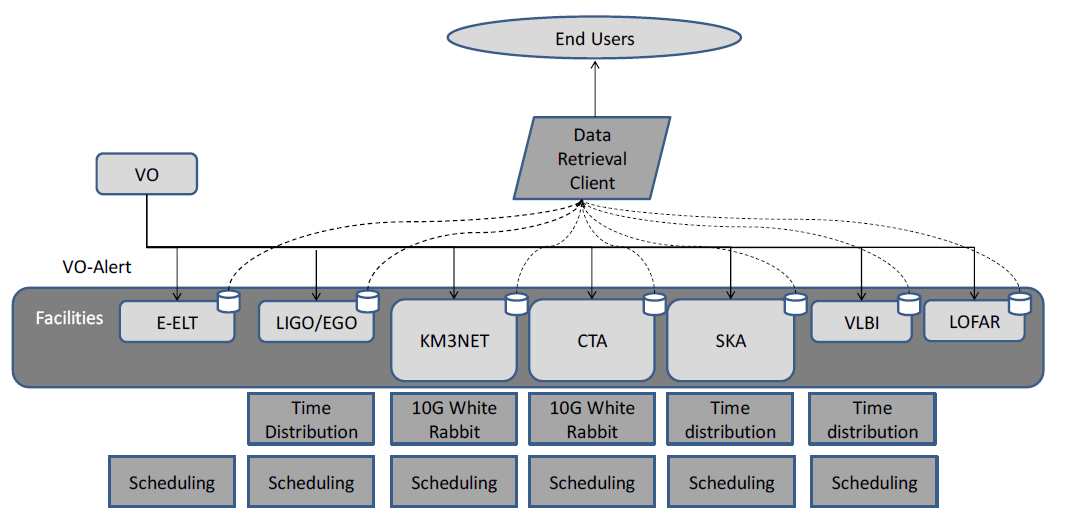 End Users
Data
Retrieval
Client
VO
VO-Alert
Facilities
E-ELT
LIGO/EGO
KM3NET
CTA
SKA
VLBI
LOFAR
Time
Distribution
10G White
Rabbit
10G White
Rabbit
Time
distribution
Time
distribution
Scheduling
Scheduling
Scheduling
Scheduling
Scheduling
Scheduling